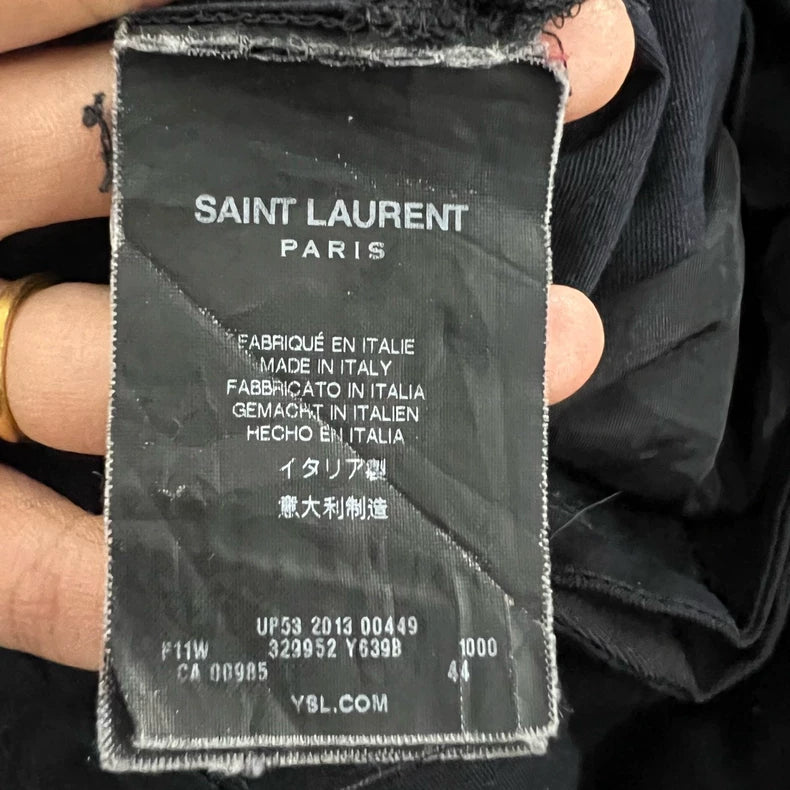 SAINT LAURENT
PARIS
FABRIQUÉ EN ITALIE
MADE IN ITALY
FABBRICATO IN ITALIA
GEMACHT IN ITALIEN
HECHO EN ITALIA
イタリア製
意大利制造
UP53 2013 00449
F11W 329952 Y639B 1000
CA 00985 44
YSL.COM